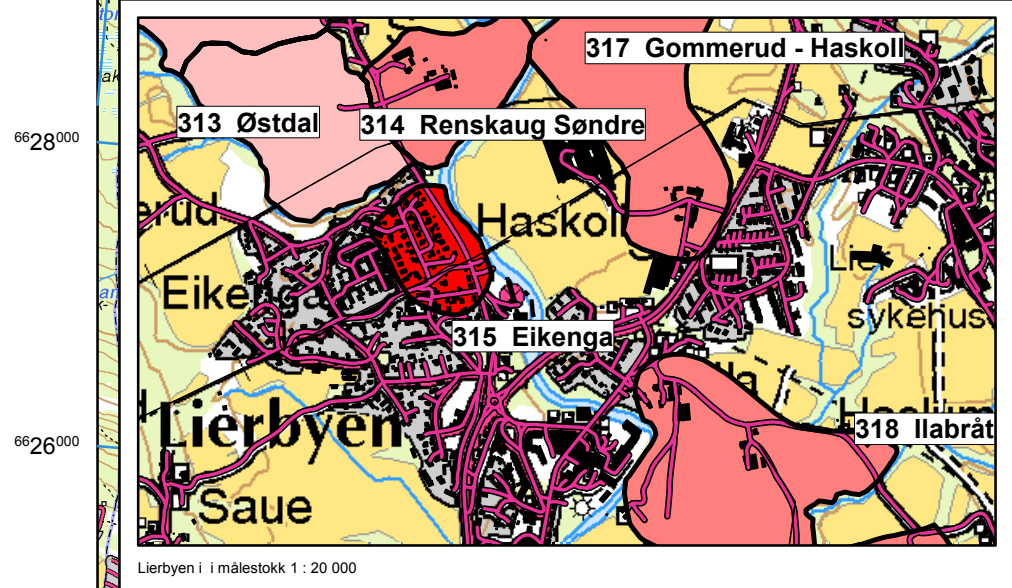 317 Gommerud - Haskoll
313 Østdal
314 Renskaug Søndre
6628000
Haskoll
Lie
Eikenga
sykehus
315 Eikenga
Lierbyen
318 Ilabråt
6626000
Saue
Lierbyen i i målestokk 1 : 20 000